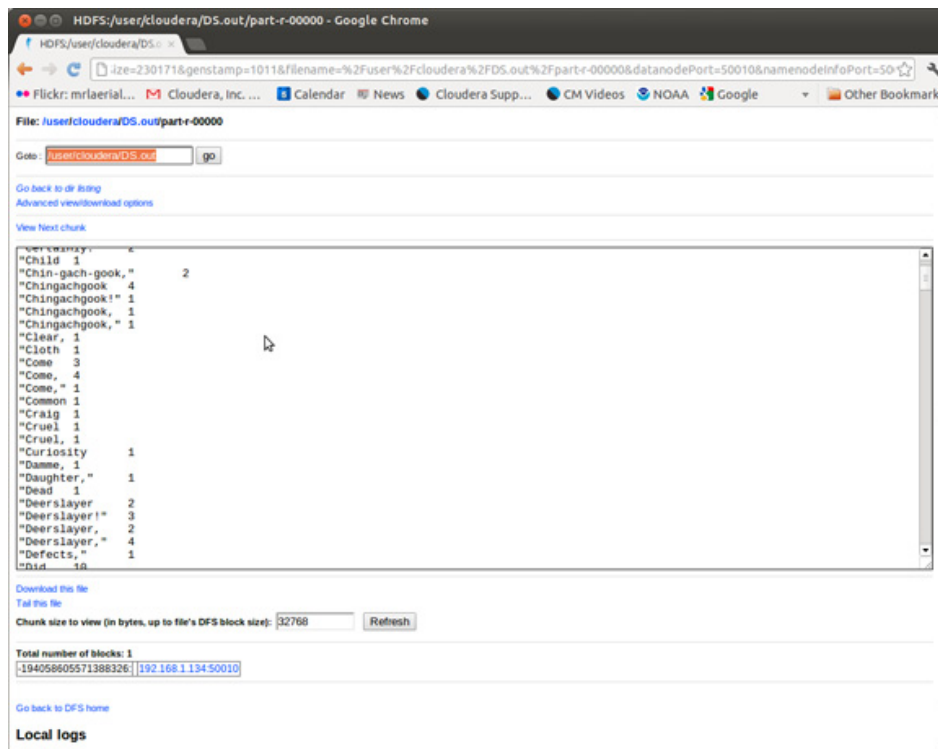 HDFS:/user/cloudera/DS.out/part-r-00000 - Google Chrome
HDFS:/user/cloudera/DS.o
ize=230171&genstamp=1011&filename=%2Fuser%2Fcloudera%2FDS.out%2Fpart-r-00000&datanodePort=50010&namenodeInfoPort=50
Flickr: mrlaerial... Cloudera, Inc. ... Calendar News Cloudera Supp... CM Videos NOAA Google Other Bookmark
File: /user/cloudera/DS.out/part-r-00000
Goto : /user/cloudera/DS.out go
Go back to dir listing
Advanced view/download options
View Next chunk
"Certainly! 2
"Child 1
"Chin-gach-gook," 2
"Chingachgook 4
"Chingachgook!" 1
"Chingachgook, 1
"Chingachgook," 1
"Clear, 1
"Cloth 1
"Come 3
"Come, 4
"Come," 1
"Common 1
"Craig 1
"Cruel 1
"Cruel, 1
"Curiosity 1
"Damme, 1
"Daughter," 1
"Dead 1
"Deerslayer 2
"Deerslayer!" 3
"Deerslayer, 2
"Deerslayer," 4
"Defects," 1
"Did 10
Download this file
Tail this file
Chunk size to view (in bytes, up to file's DFS block size): 32768 Refresh
Total number of blocks: 1
-194058605571388326: 192.168.1.134:50010
Go back to DFS home
Local logs